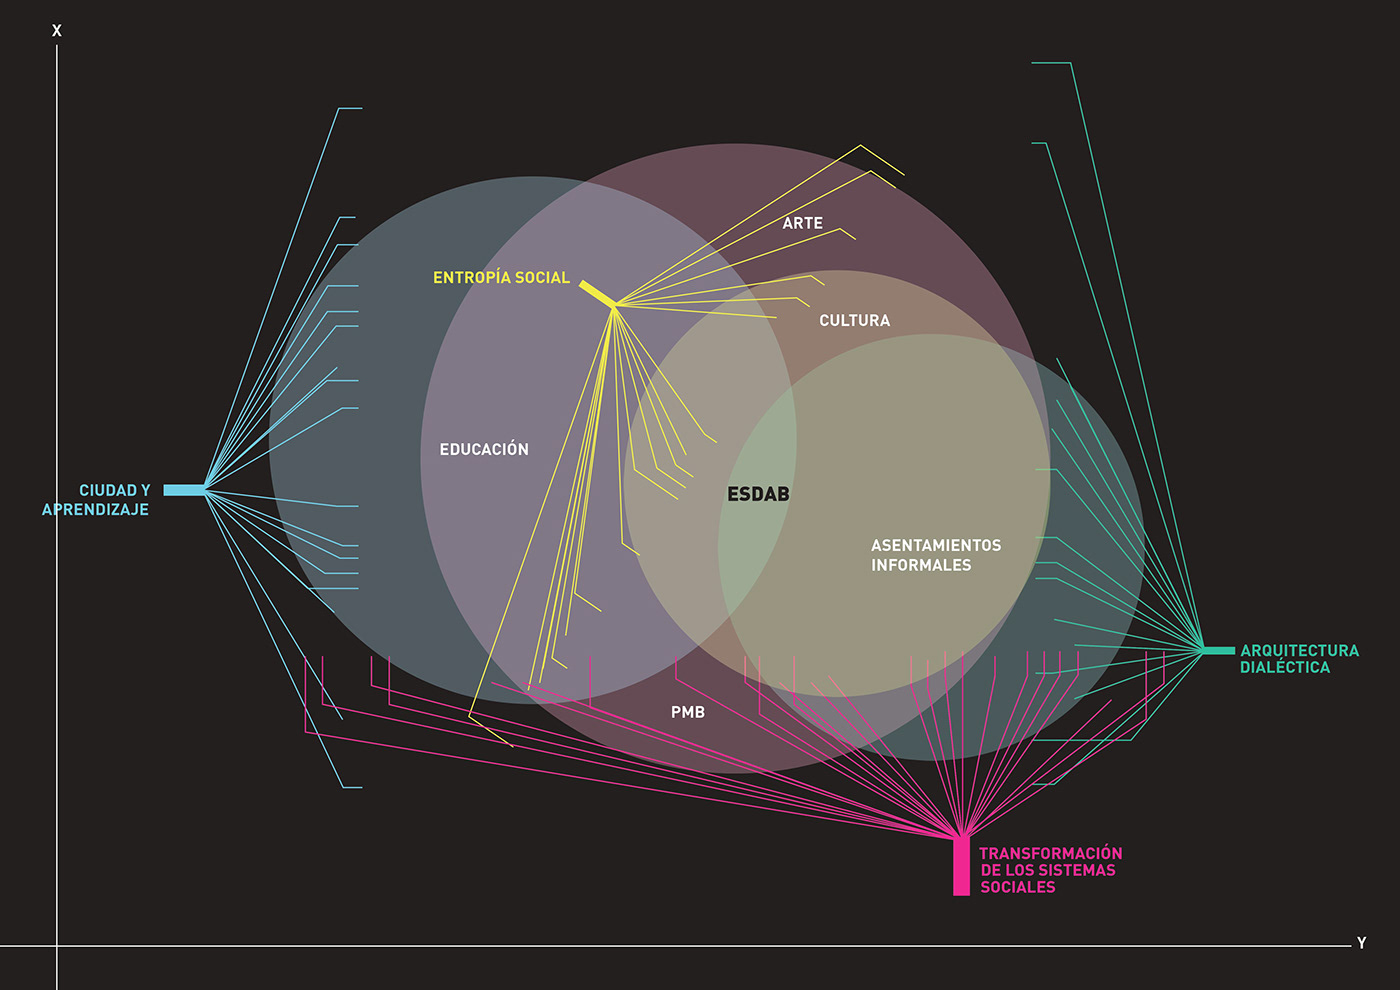 X
ARTE
ENTROPÍA SOCIAL
CULTURA
EDUCACIÓN
CIUDAD Y
APRENDIZAJE
ESDAB
ASENTAMIENTOS
INFORMALES
ARQUITECTURA
DIALÉCTICA
PMB
TRANSFORMACIÓN
DE LOS SISTEMAS
SOCIALES
Y